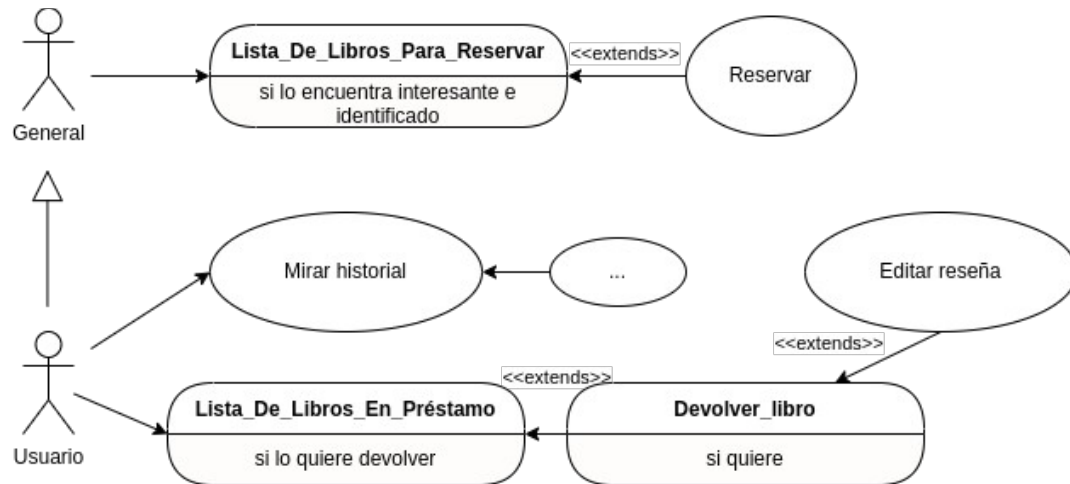 Lista_De_Libros_Para_Reservar
<<extends>>
Reservar
si lo encuentra interesante e
identificado
General
Mirar historial
...
Editar reseña
<<extends>>
<<extends>>
Lista_De_Libros_En_Préstamo
Devolver_libro
si lo quiere devolver
si quiere
Usuario